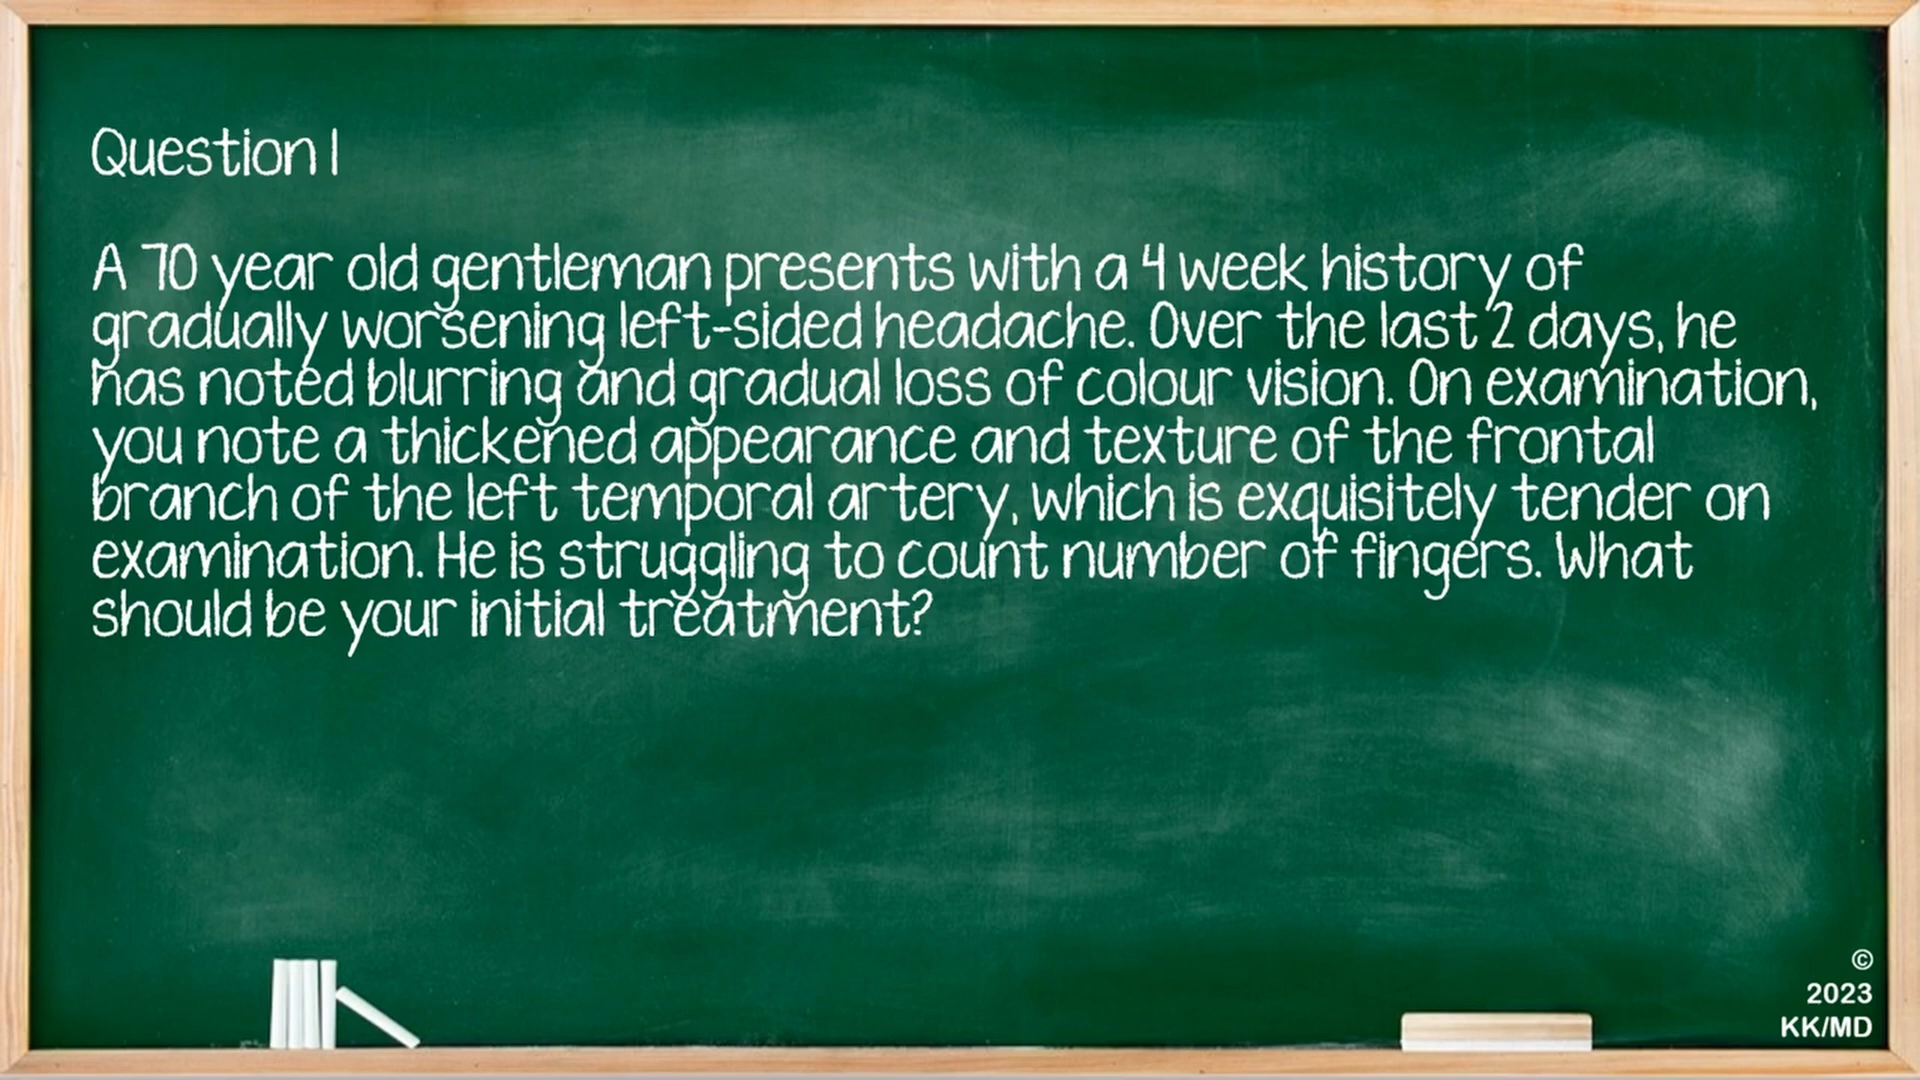 Question 1
A 70 year old gentleman presents with a 4 week history of
gradually worsening left-sided headache. Over the last 2 days, he
has noted blurring and gradual loss of colour vision. On examination,
you note a thickened appearance and texture of the frontal
branch of the left temporal artery, which is exquisitely tender on
examination. He is struggling to count number of fingers. What
should be your initial treatment?
©
2023
KK/MD